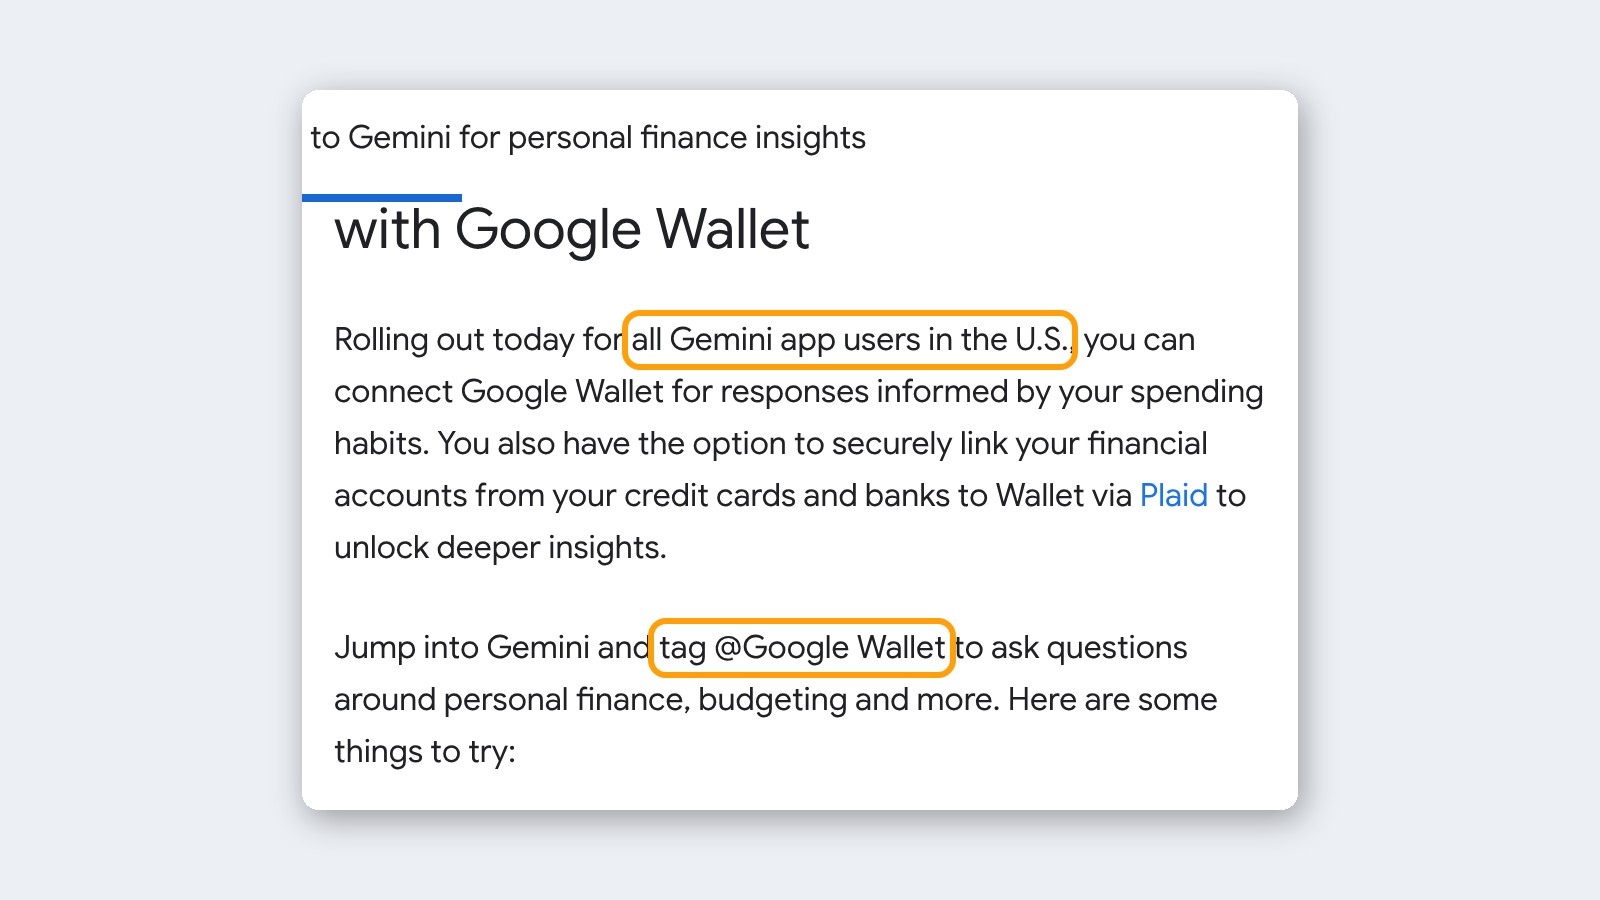 to Gemini for personal finance insights
with Google Wallet
Rolling out today for all Gemini app users in the U.S., you can
connect Google Wallet for responses informed by your spending
habits. You also have the option to securely link your financial
accounts from your credit cards and banks to Wallet via Plaid to
unlock deeper insights.
Jump into Gemini and tag @Google Wallet to ask questions
around personal finance, budgeting and more. Here are some
things to try: